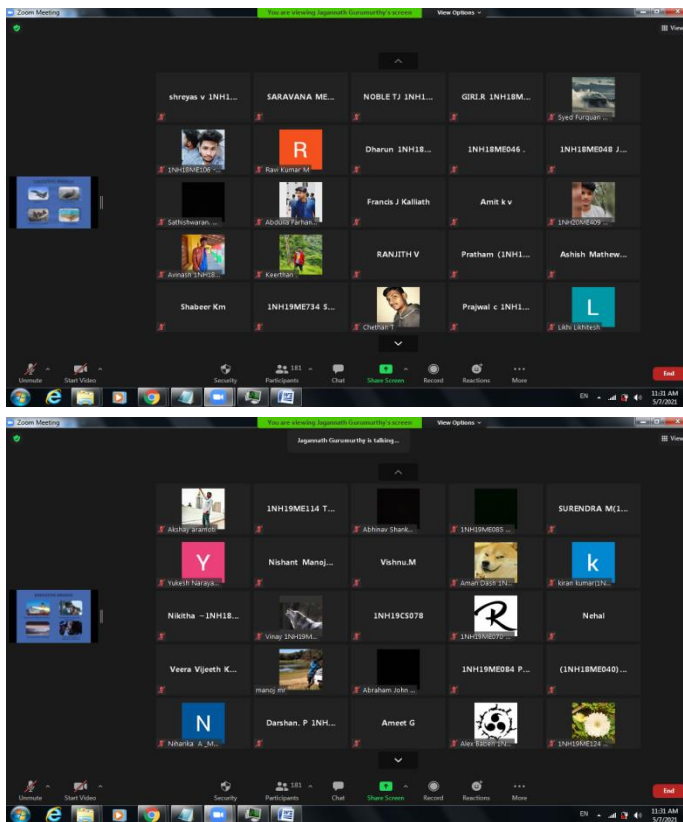 Zoom Meeting
You are viewing Jagannath Gurumurthy's screen
View Options
View
shreyas v 1NH1...
SARAVANA ME...
NOBLE TJ 1NH1...
GIRI.R 1NH18M...
Syed Furquan ...
1NH18ME106 -...
R
Ravi Kumar M
Dharun 1NH18...
1NH18ME046 .
1NH18ME048 J...
Sathishwaran. ...
Abdulla Farhan...
Francis J Kalliath
Amit k v
1NH20ME409 ...
Avinash 1NH18...
Keerthan
RANJITH V
Pratham (1NH1...
Ashish Mathew...
Shabeer Km
1NH19ME734 S...
Chethan T
Prajwal c 1NH1...
L
Likhi Likhitesh
Unmute
Start Video
Security
181
Participants
Chat
Share Screen
Record
Reactions
More
End
EN
11:31 AM
5/7/2021
Zoom Meeting
You are viewing Jagannath Gurumurthy's screen
View Options
Jagannath Gurumurthy is talking...
View
Akshay aramoti
1NH19ME114 T...
Abhinav Shank...
1NH19ME085 ...
SURENDRA M(1...
Y
Yukesh Naraya...
Nishant Manoj...
Vishnu.M
Aman Dash 1N...
k
kiran kumar(1N...
Nikitha ~1NH18...
Vinay 1NH19M...
1NH19CS078
R
1NH19ME070 ...
Nehal
Veera Vijeeth K...
manoj mr
Abraham John ...
1NH19ME084 P...
(1NH18ME040)...
N
Niharika A _M...
Darshan. P 1NH...
Ameet G
1NH19ME124 ...
Unmute
Start Video
Security
181
Participants
Chat
Share Screen
Record
Reactions
More
End
EN
11:31 AM
5/7/2021